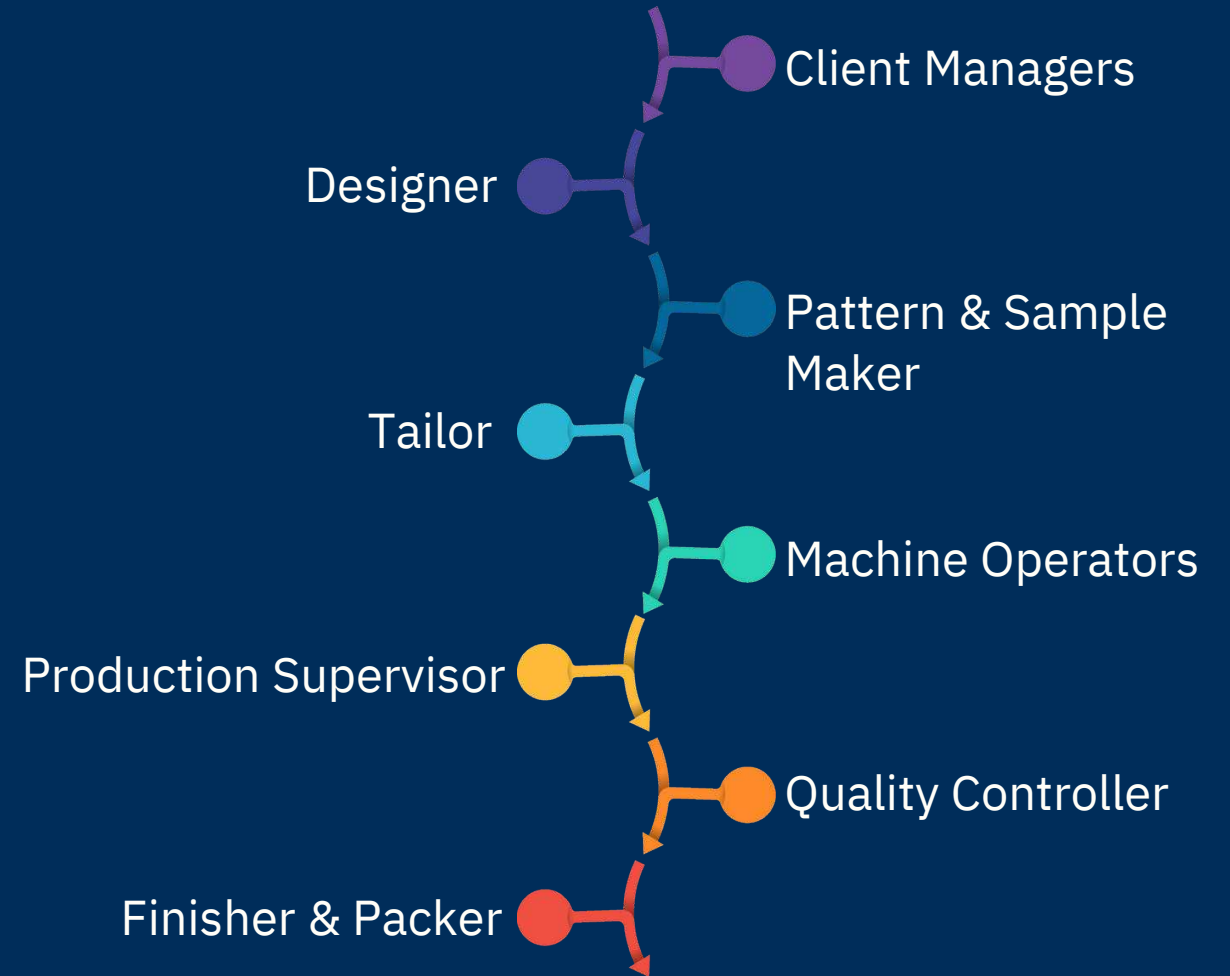 Client Managers
Designer
Pattern & Sample
Maker
Tailor
Machine Operators
Production Supervisor
Quality Controller
Finisher & Packer